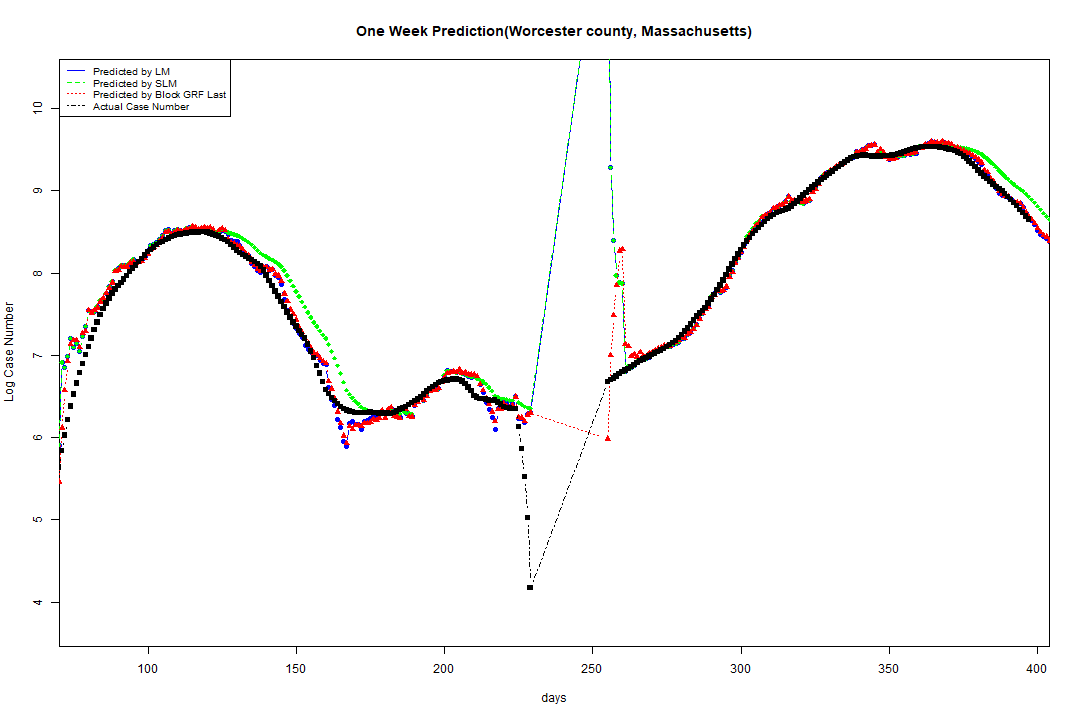 One Week Prediction(Worcester county, Massachusetts)
Predicted by LM
Predicted by SLM
Predicted by Block GRF Last
Actual Case Number
Log Case Number
10
9
8
7
6
5
4
100 150 200 250 300 350 400
days